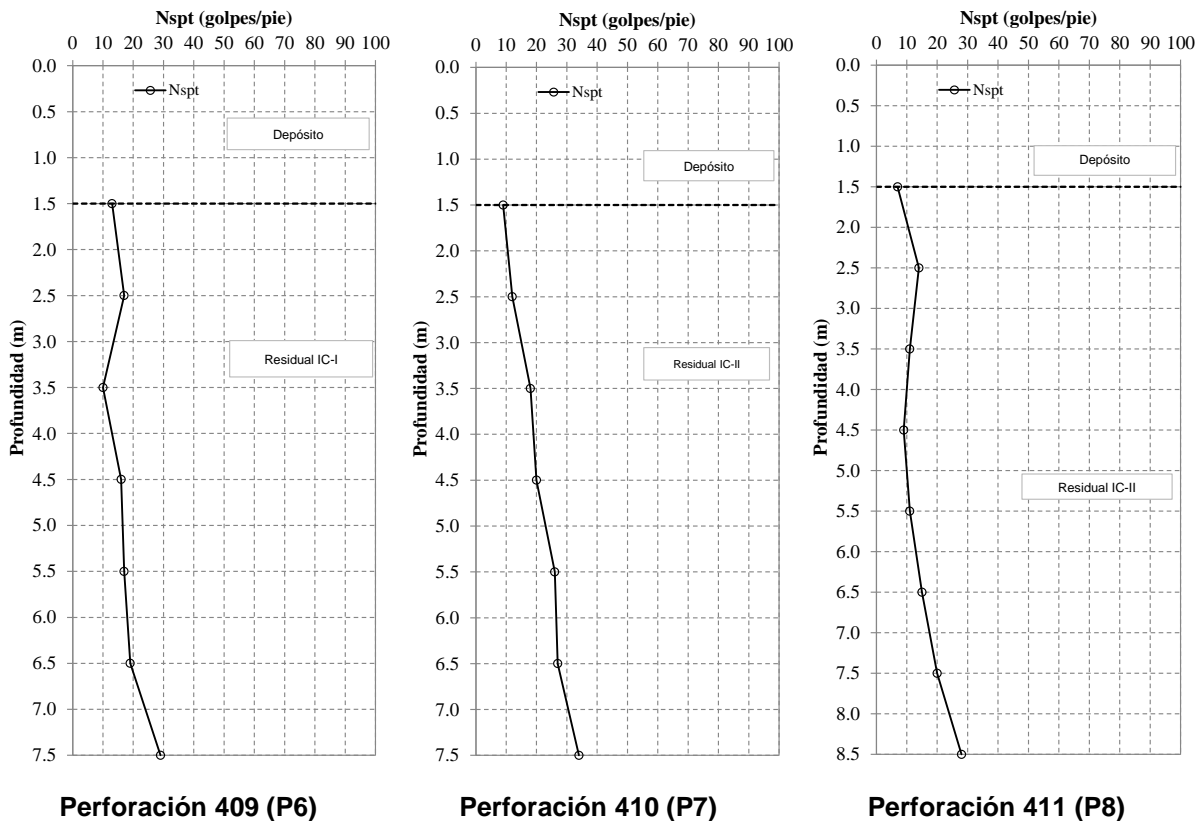 Nspt (golpes/pie)
0 10 20 30 40 50 60 70 80 90 100
0.0
0.5
1.0
1.5
2.0
2.5
3.0
3.5
4.0
4.5
5.0
5.5
6.0
6.5
7.0
7.5
Profundidad (m)
Nspt
Depósito
Residual IC-I
Perforación 409 (P6)
Nspt (golpes/pie)
0 10 20 30 40 50 60 70 80 90 100
0.0
0.5
1.0
1.5
2.0
2.5
3.0
3.5
4.0
4.5
5.0
5.5
6.0
6.5
7.0
7.5
Profundidad (m)
Nspt
Depósito
Residual IC-II
Perforación 410 (P7)
Nspt (golpes/pie)
0 10 20 30 40 50 60 70 80 90 100
0.0
0.5
1.0
1.5
2.0
2.5
3.0
3.5
4.0
4.5
5.0
5.5
6.0
6.5
7.0
7.5
8.0
8.5
Profundidad (m)
Nspt
Depósito
Residual IC-II
Perforación 411 (P8)